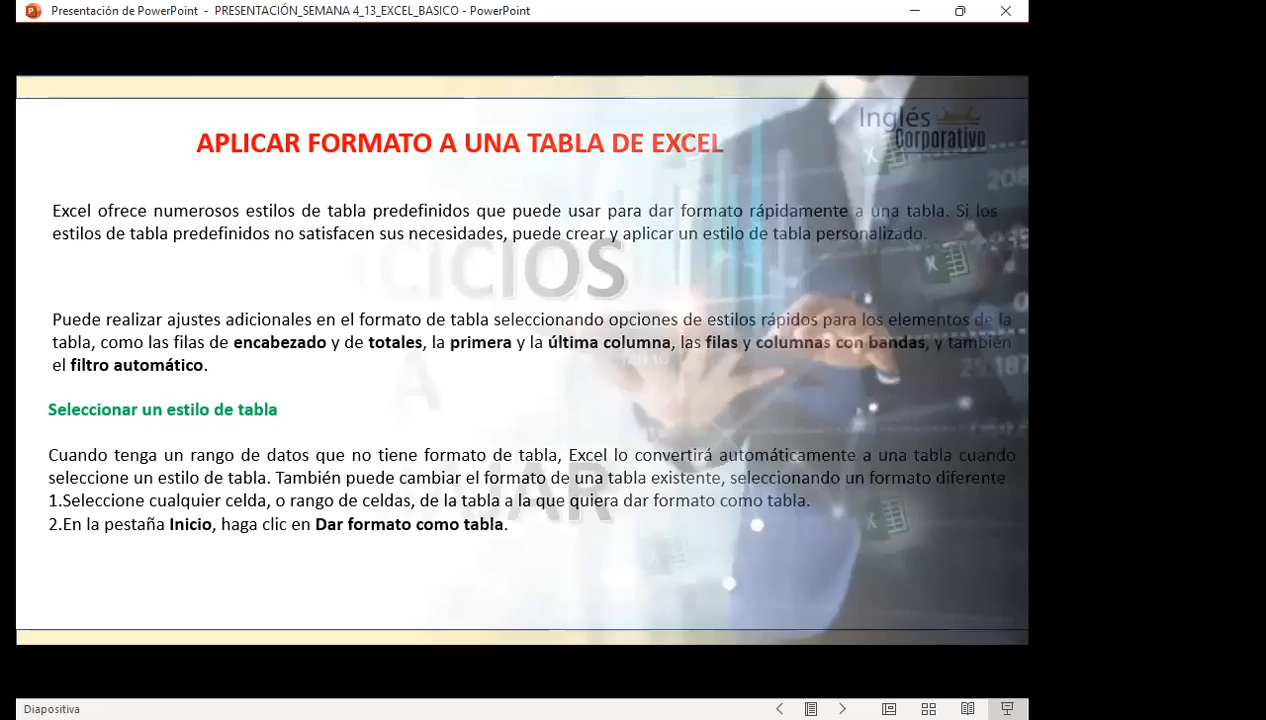 Presentación de PowerPoint - PRESENTACIÓN_SEMANA 4_13_EXCEL_BASICO - PowerPoint
Inglés
Corporativo
APLICAR FORMATO A UNA TABLA DE EXCEL
208
Excel ofrece numerosos estilos de tabla predefinidos que puede usar para dar formato rápidamente a una tabla. Si los
estilos de tabla predefinidos no satisfacen sus necesidades, puede crear y aplicar un estilo de tabla personalizado.
CICIOS
Puede realizar ajustes adicionales en el formato de tabla seleccionando opciones de estilos rápidos para los elementos de la
tabla, como las filas de encabezado y de totales, la primera y la última columna, las filas y columnas con bandas, y también
el filtro automático.
25.187
A
Seleccionar un estilo de tabla
Cuando tenga un rango de datos que no tiene formato de tabla, Excel lo convertirá automáticamente a una tabla cuando
seleccione un estilo de tabla. También puede cambiar el formato de una tabla existente, seleccionando un formato diferente.
1.Seleccione cualquier celda, o rango de celdas, de la tabla a la que quiera dar formato como tabla.
2.En la pestaña Inicio, haga clic en Dar formato como tabla.
Diapositiva